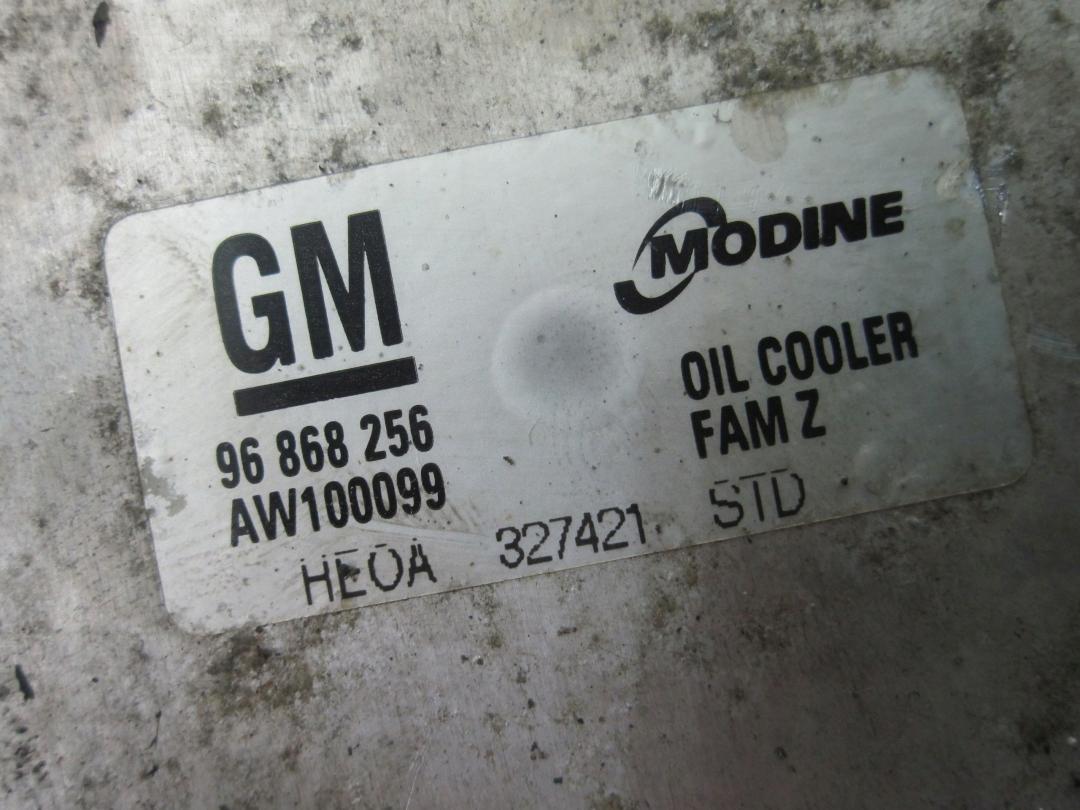 GM
96 868 256
AW100099
MODINE
OIL COOLER
FAM Z
HEOA 327421 STD